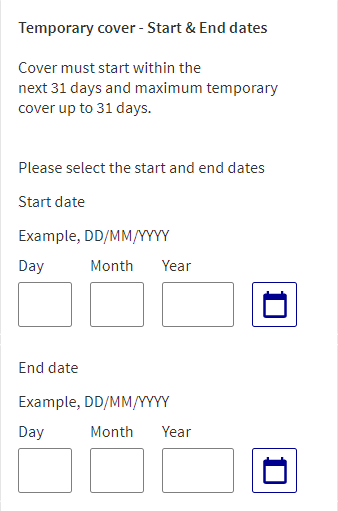 Temporary cover - Start & End dates
Cover must start within the
next 31 days and maximum temporary
cover up to 31 days.
Please select the start and end dates
Start date
Example, DD/MM/YYYY
Day Month Year
End date
Example, DD/MM/YYYY
Day Month Year